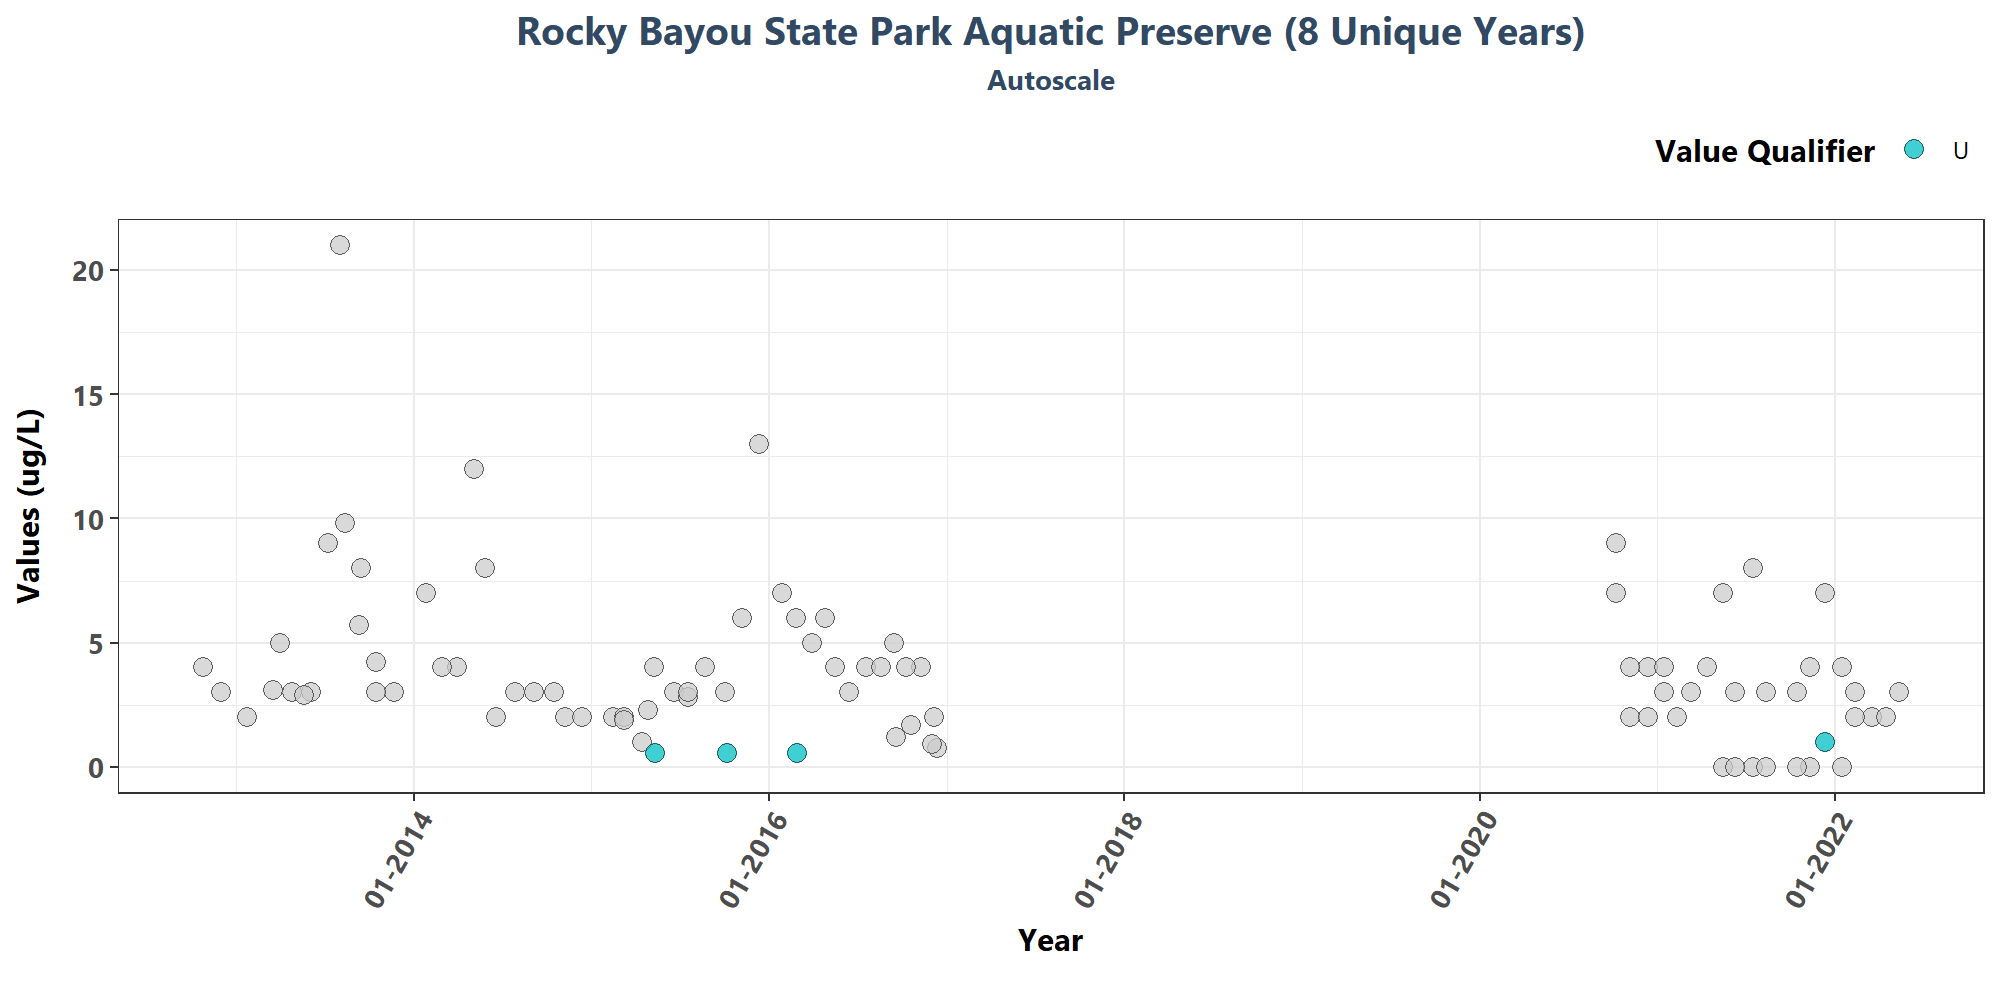 Rocky Bayou State Park Aquatic Preserve (8 Unique Years)
Autoscale
Value Qualifier U
Values (ug/L)
20
15
10
5
0
01-2014
01-2016
01-2018
01-2020
01-2022
Year